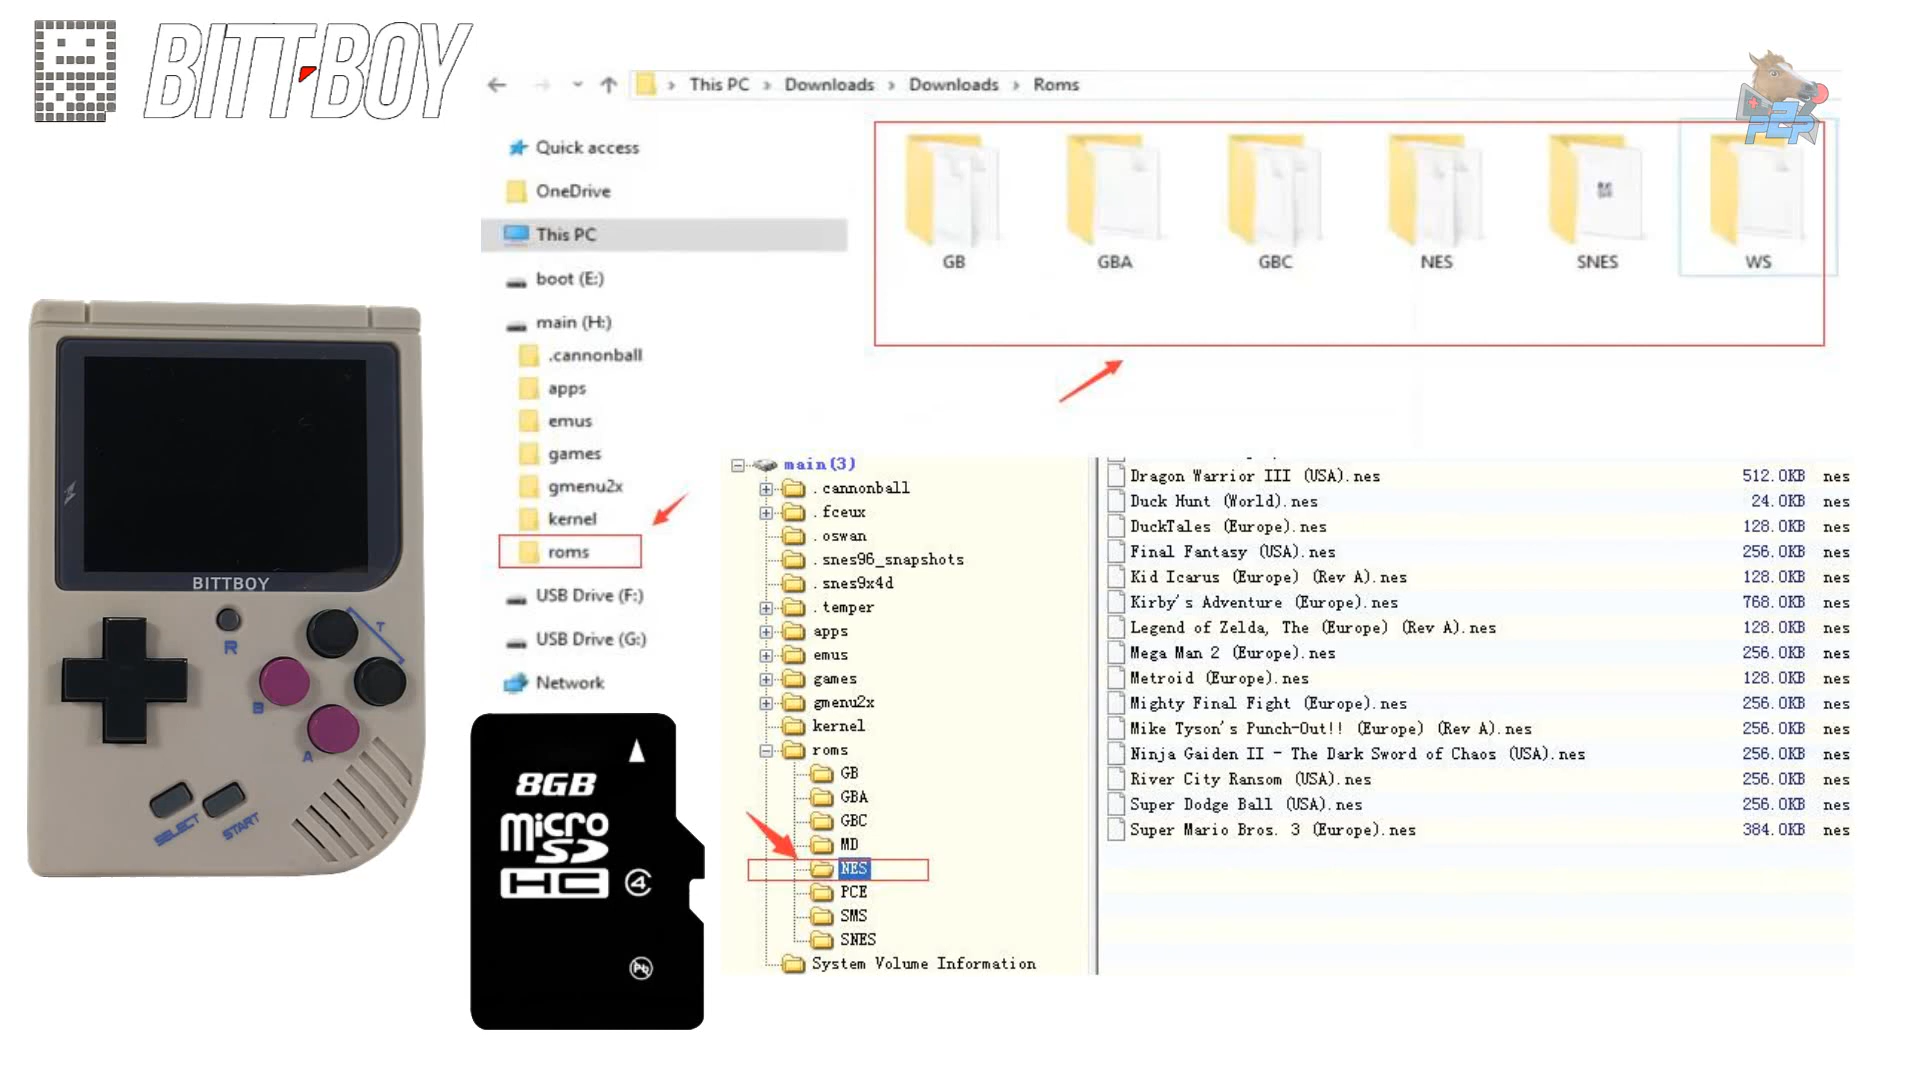 BITTBOY
This PC > Downloads > Downloads > Roms
Quick access
OneDrive
This PC
boot (E:)
main (H:)
.cannonball
apps
emus
games
gmenu2x
kernel
roms
USB Drive (F:)
USB Drive (G:)
Network
GB
GBA
GBC
NES
SNES
WS
P2R
BITTBOY
R
T
B
A
SELECT
START
8GB
Micro
SD
HC
4
Pb
main(3)
.cannonball
.fceux
.oswan
.snes96_snapshots
.snes9x4d
.temper
apps
emus
games
gmenu2x
kernel
roms
GB
GBA
GBC
MD
NES
PCE
SMS
SNES
System Volume Information
Dragon Warrior III (USA).nes 512.0KB nes
Duck Hunt (World).nes 24.0KB nes
DuckTales (Europe).nes 128.0KB nes
Final Fantasy (USA).nes 256.0KB nes
Kid Icarus (Europe) (Rev A).nes 128.0KB nes
Kirby's Adventure (Europe).nes 768.0KB nes
Legend of Zelda, The (Europe) (Rev A).nes 128.0KB nes
Mega Man 2 (Europe).nes 256.0KB nes
Metroid (Europe).nes 128.0KB nes
Mighty Final Fight (Europe).nes 256.0KB nes
Mike Tyson's Punch-Out!! (Europe) (Rev A).nes 256.0KB nes
Ninja Gaiden II - The Dark Sword of Chaos (USA).nes 256.0KB nes
River City Ransom (USA).nes 256.0KB nes
Super Dodge Ball (USA).nes 256.0KB nes
Super Mario Bros. 3 (Europe).nes 384.0KB nes